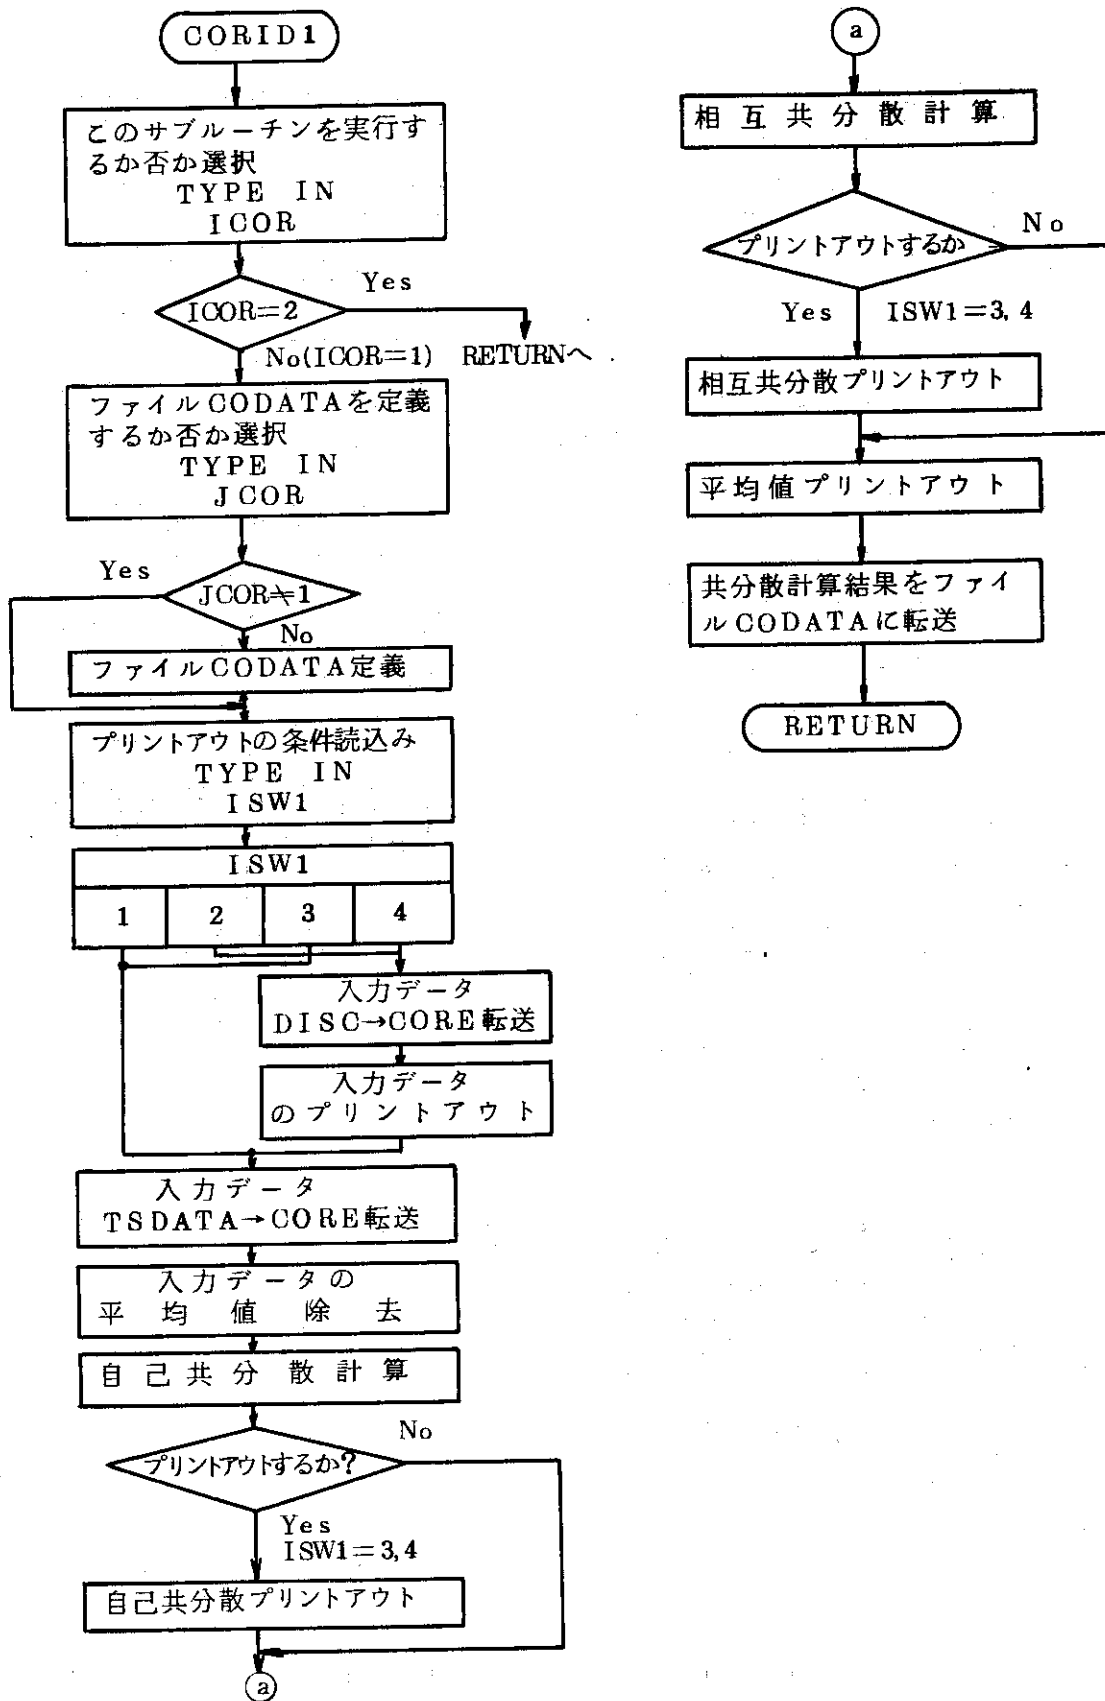 CORID1
このサブルーチンを実行す
るか否か選択
TYPE IN
ICOR
ICOR=2
Yes
No(ICOR=1)
RETURNへ
ファイルCODATAを定義
するか否か選択
TYPE IN
JCOR
Yes
JCOR≒1
No
ファイルCODATA定義
プリントアウトの条件読込み
TYPE IN
ISW1
ISW1
1 2 3 4
入力データ
DISC→CORE転送
入力データ
のプリントアウト
入力データ
TSDATA→CORE転送
入力データの
平均値除去
自己共分散計算
No
プリントアウトするか?
Yes
ISW1=3,4
自己共分散プリントアウト
a
a
相互共分散計算
No
プリントアウトするか
Yes
ISW1=3,4
相互共分散プリントアウト
平均値プリントアウト
共分散計算結果をファイ
ルCODATAに転送
RETURN